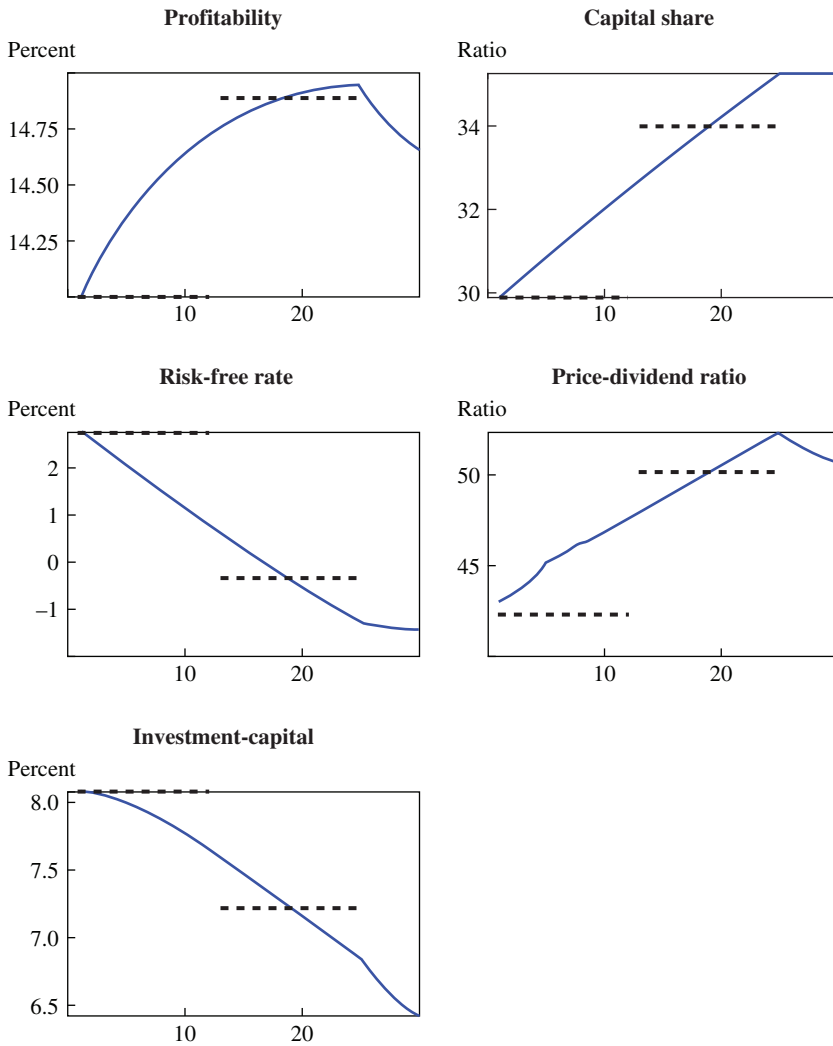 Profitability
Percent
14.75
14.50
14.25
10 20
Capital share
Ratio
34
32
30
10 20
Risk-free rate
Percent
2
1
0
−1
10 20
Price-dividend ratio
Ratio
50
45
10 20
Investment-capital
Percent
8.0
7.5
7.0
6.5
10 20